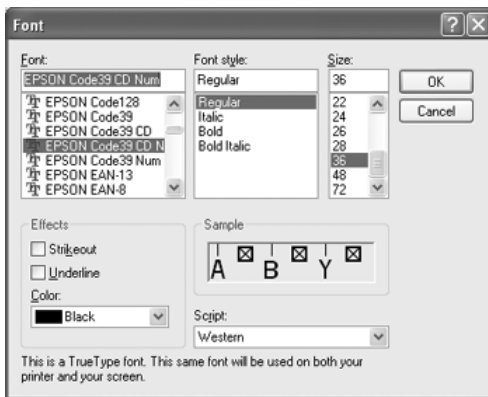 Font
Font:
EPSON Code39 CD Num
EPSON Code128
EPSON Code39
EPSON Code39 CD
EPSON Code39 CD N
EPSON Code39 Num
EPSON EAN-13
EPSON EAN-8
Font style:
Regular
Regular
Italic
Bold
Bold Italic
Size:
36
22
24
26
28
36
48
72
OK
Cancel
Effects
Strikeout
Underline
Color:
Black
Sample
A B Y
Script:
Western
This is a TrueType font. This same font will be used on both your
printer and your screen.